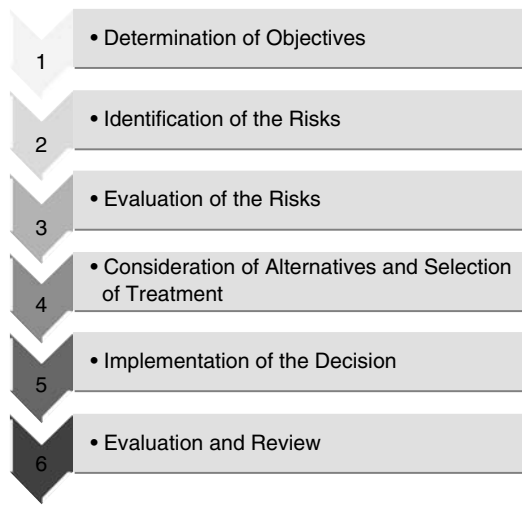 1
• Determination of Objectives
2
• Identification of the Risks
3
• Evaluation of the Risks
4
• Consideration of Alternatives and Selection
of Treatment
5
• Implementation of the Decision
6
• Evaluation and Review